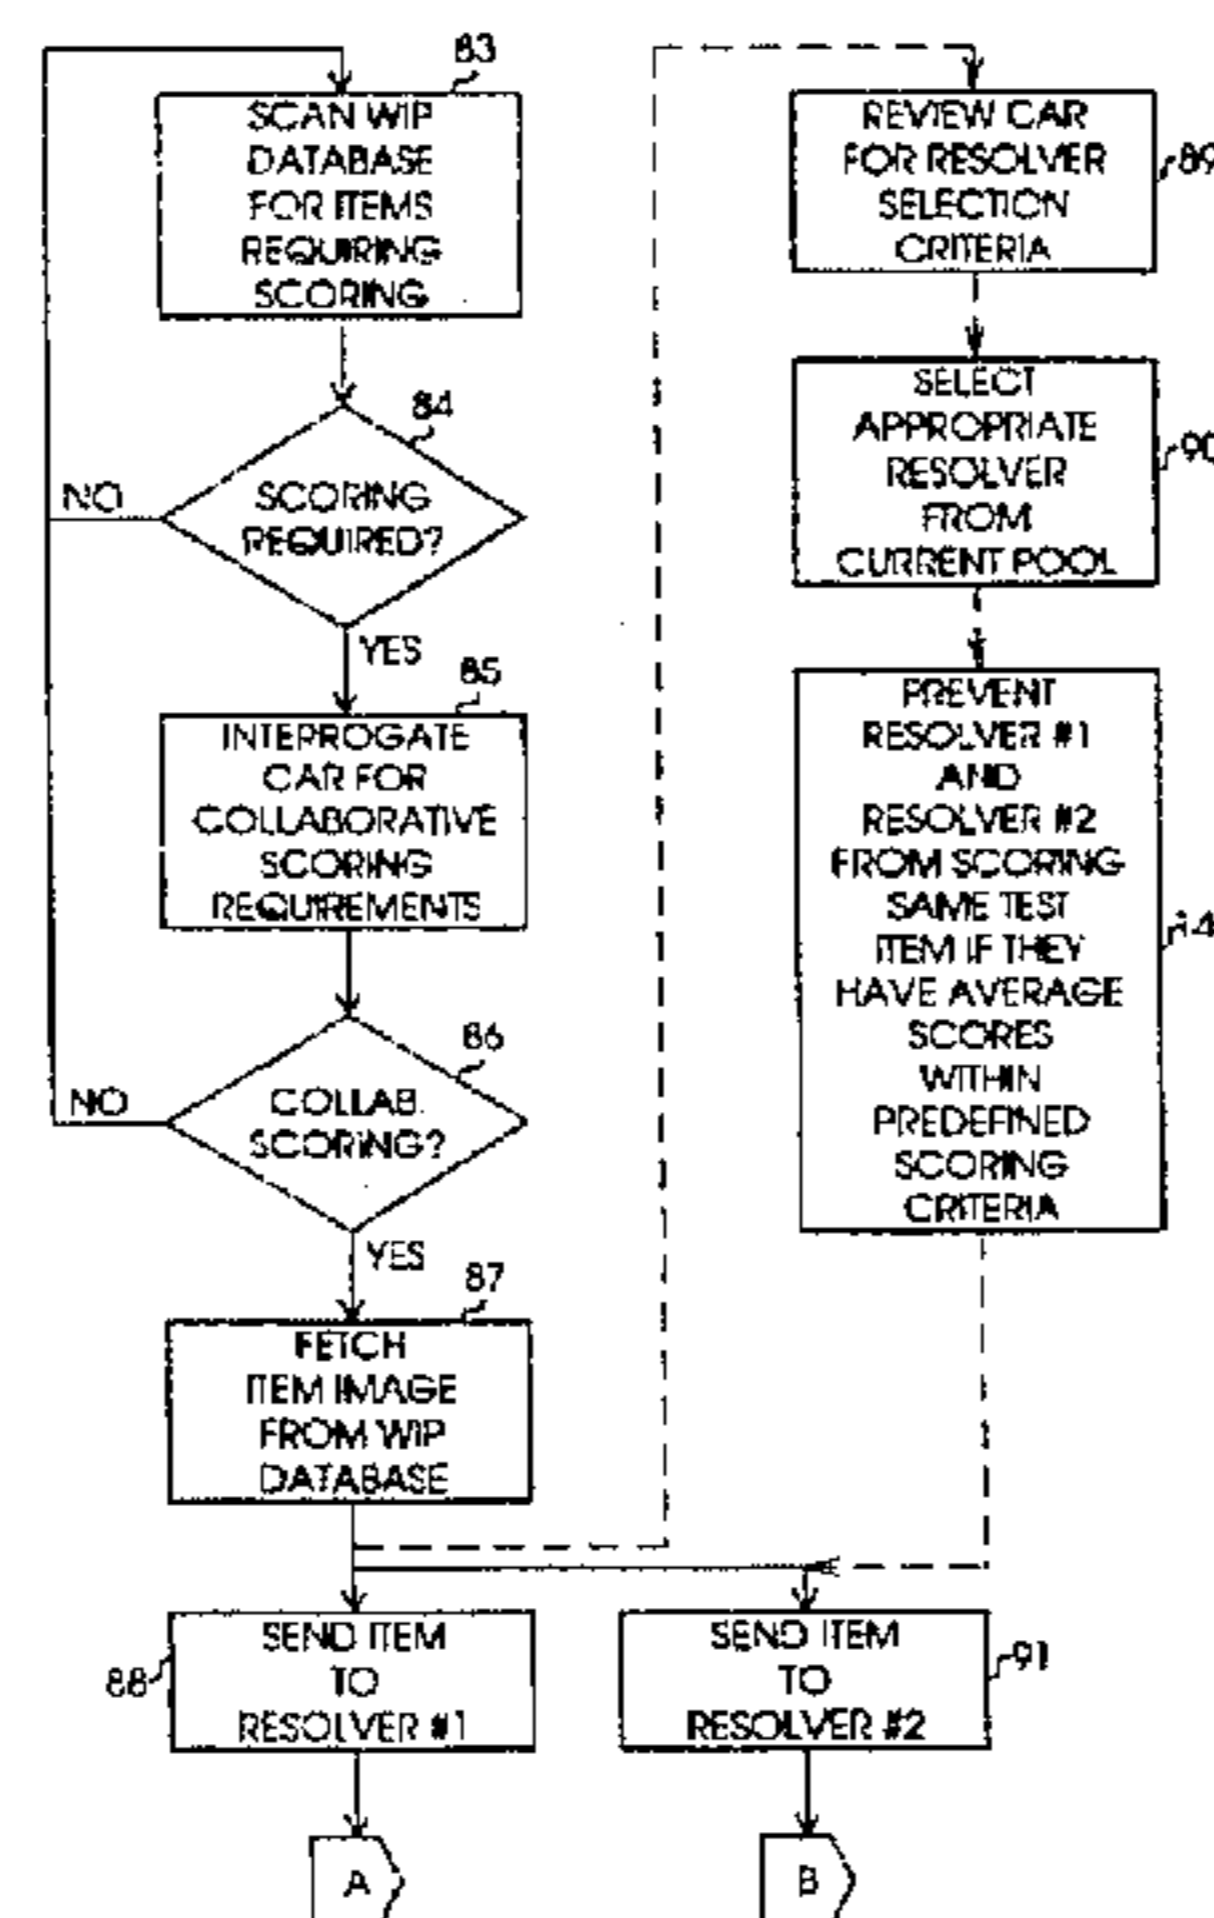 83
SCAN WIP
DATABASE
FOR ITEMS
REQUIRING
SCORING
84
SCORING
REQUIRED?
NO
YES
85
INTEPROGATE
CAR FOR
COLLABORATIVE
SCORING
REQUIREMENTS
86
COLLAB.
SCORING?
NO
YES
87
FETCH
ITEM IMAGE
FROM WIP
DATABASE
88
SEND ITEM
TO
RESOLVER #1
A
REVIEW CAR
FOR RESOLVER
SELECTION
CRITERIA
89
SELECT
APPROPRIATE
RESOLVER
FROM
CURRENT POOL
90
PREVENT
RESOLVER #1
AND
RESOLVER #2
FROM SCORING
SAME TEST
ITEM IF THEY
HAVE AVERAGE
SCORES
WITHIN
PREDEFINED
SCORING
CRITERIA
SEND ITEM
TO
RESOLVER #2
91
B